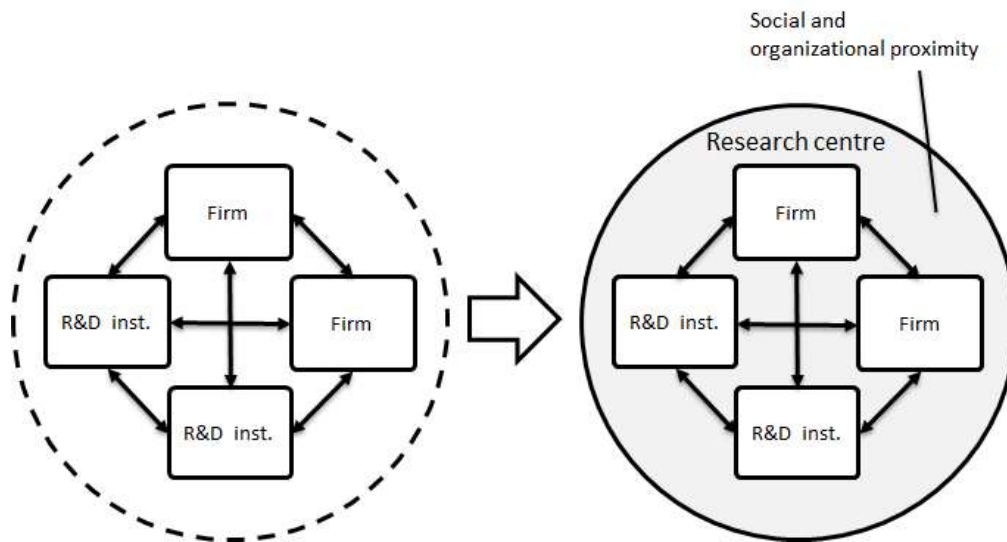 Social and
organizational proximity
Research centre
Firm
R&D inst.
Firm
R&D inst.
Firm
R&D inst.
Firm
R&D inst.